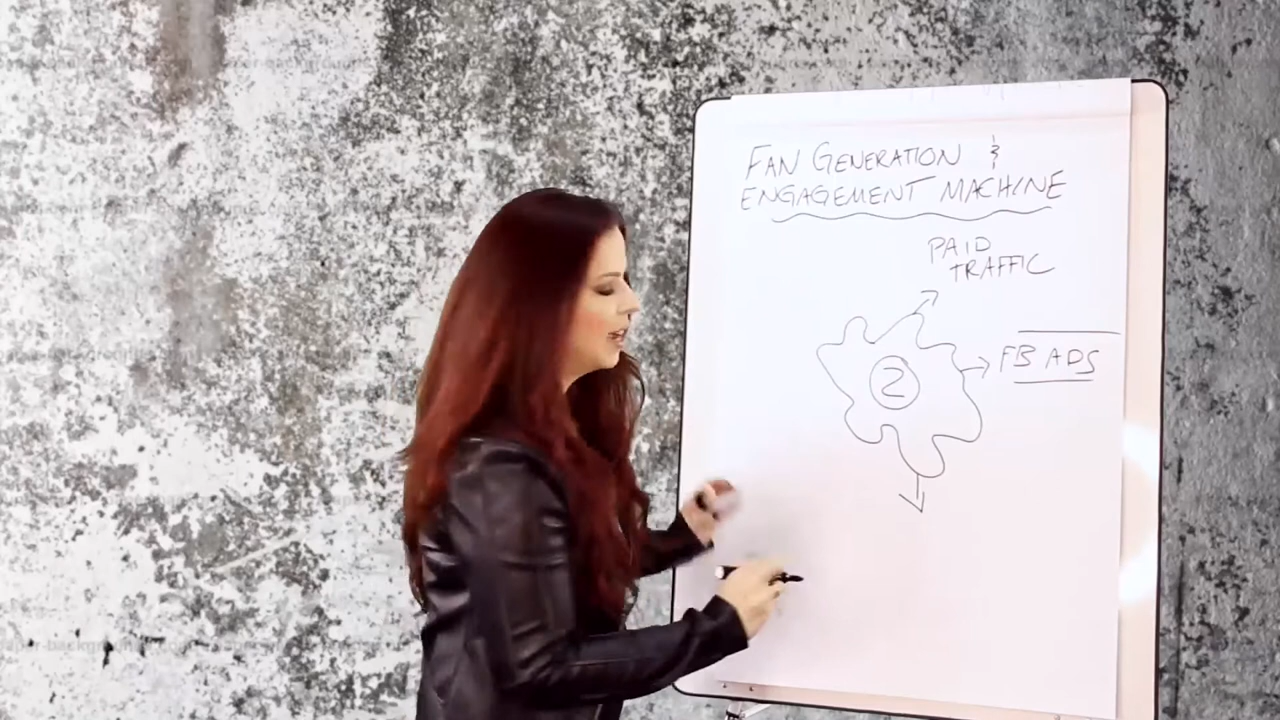 FAN GENERATION &
ENGAGEMENT MACHINE
PAID
TRAFFIC
2
FB ADS